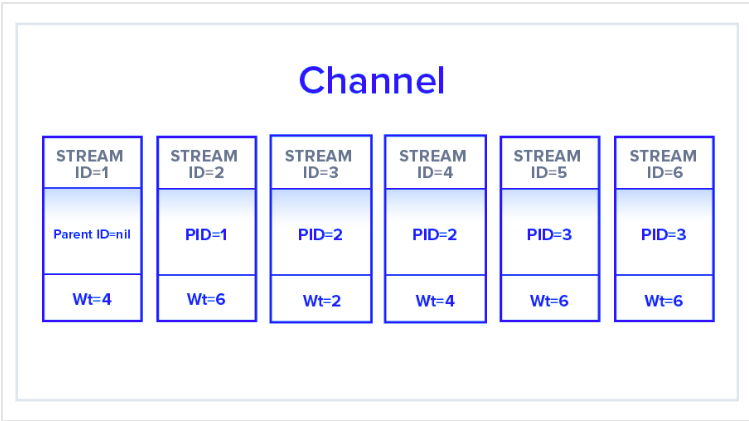 Channel
STREAM
ID=1
Parent ID=nil
Wt=4
STREAM
ID=2
PID=1
Wt=6
STREAM
ID=3
PID=2
Wt=2
STREAM
ID=4
PID=2
Wt=4
STREAM
ID=5
PID=3
Wt=6
STREAM
ID=6
PID=3
Wt=6